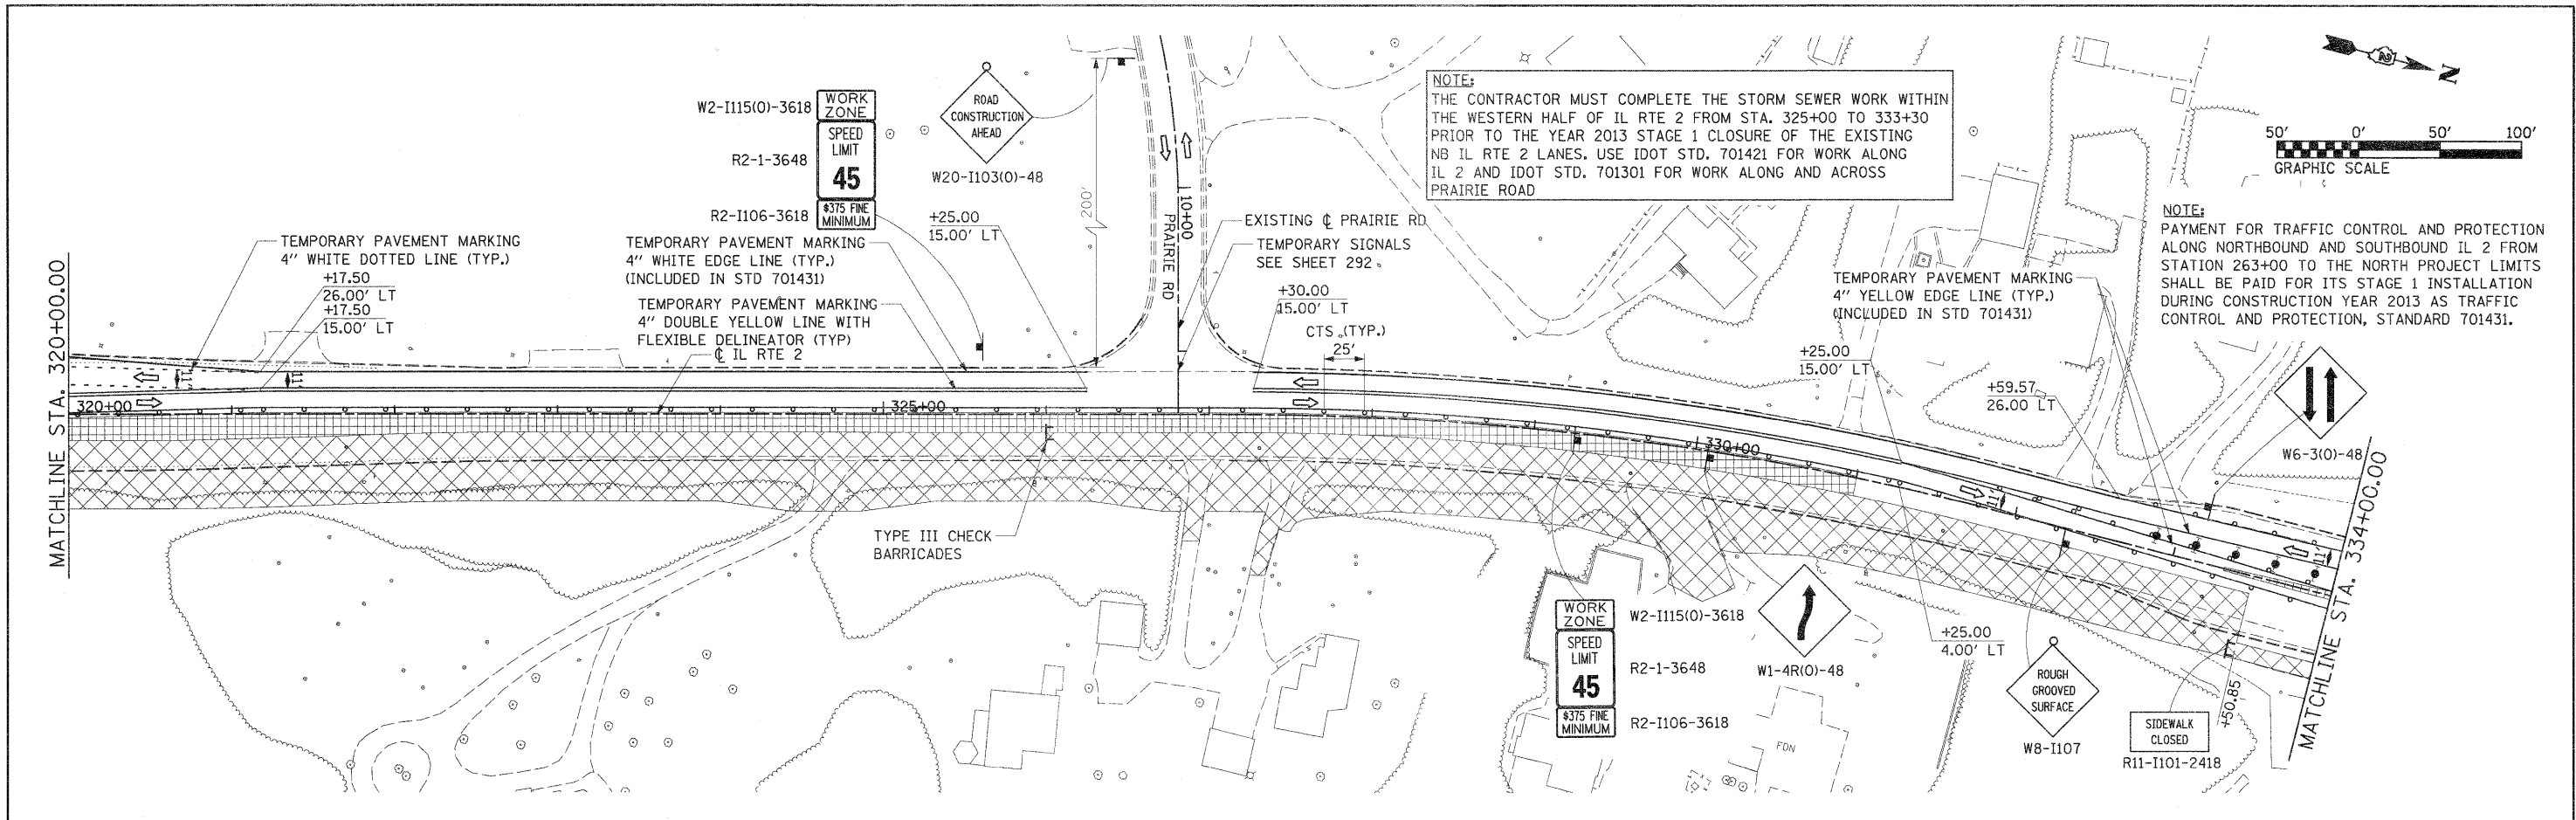 MATCHLINE STA. 320+00.00
TEMPORARY PAVEMENT MARKING
4" WHITE DOTTED LINE (TYP.)
+17.50
26.00' LT
+17.50
15.00' LT
W2-I115(O)-3618
WORK
ZONE
R2-1-3648
SPEED
LIMIT
45
R2-I106-3618
$375 FINE
MINIMUM
ROAD
CONSTRUCTION
AHEAD
W20-I103(O)-48
+25.00
15.00' LT
TEMPORARY PAVEMENT MARKING
4" WHITE EDGE LINE (TYP.)
(INCLUDED IN STD 701431)
TEMPORARY PAVEMENT MARKING
4" DOUBLE YELLOW LINE WITH
FLEXIBLE DELINEATOR (TYP)
℄ IL RTE 2
200'
110+00
PRAIRIE RD
EXISTING ℄ PRAIRIE RD
TEMPORARY SIGNALS
SEE SHEET 292
+30.00
15.00' LT
CTS (TYP.)
25'
NOTE:
THE CONTRACTOR MUST COMPLETE THE STORM SEWER WORK WITHIN
THE WESTERN HALF OF IL RTE 2 FROM STA. 325+00 TO 333+30
PRIOR TO THE YEAR 2013 STAGE 1 CLOSURE OF THE EXISTING
NB IL RTE 2 LANES. USE IDOT STD. 701421 FOR WORK ALONG
IL 2 AND IDOT STD. 701301 FOR WORK ALONG AND ACROSS
PRAIRIE ROAD
N
50' 0' 50' 100'
GRAPHIC SCALE
NOTE:
PAYMENT FOR TRAFFIC CONTROL AND PROTECTION
ALONG NORTHBOUND AND SOUTHBOUND IL 2 FROM
STATION 263+00 TO THE NORTH PROJECT LIMITS
SHALL BE PAID FOR ITS STAGE 1 INSTALLATION
DURING CONSTRUCTION YEAR 2013 AS TRAFFIC
CONTROL AND PROTECTION, STANDARD 701431.
TEMPORARY PAVEMENT MARKING
4" YELLOW EDGE LINE (TYP.)
(INCLUDED IN STD 701431)
+25.00
15.00' LT
+59.57
26.00 LT
W6-3(O)-48
11'
11'
320+00
325+00
330+00
11'
11'
TYPE III CHECK
BARRICADES
WORK
ZONE
W2-I115(O)-3618
SPEED
LIMIT
45
R2-1-3648
$375 FINE
MINIMUM
R2-I106-3618
W1-4R(O)-48
FDN
+25.00
4.00' LT
ROUGH
GROOVED
SURFACE
W8-I107
SIDEWALK
CLOSED
R11-I101-2418
+50.85
MATCHLINE STA. 334+00.00